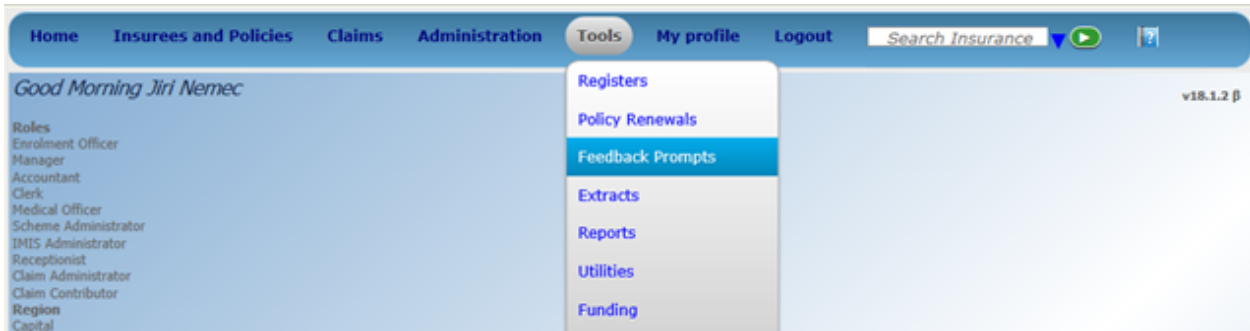 Home Insurees and Policies Claims Administration Tools My profile Logout Search Insurance ?
Good Morning Jiri Nemec
v18.1.2 β
Roles
Enrolment Officer
Manager
Accountant
Clerk
Medical Officer
Scheme Administrator
IMIS Administrator
Receptionist
Claim Administrator
Claim Contributor
Region
Capital
Registers
Policy Renewals
Feedback Prompts
Extracts
Reports
Utilities
Funding